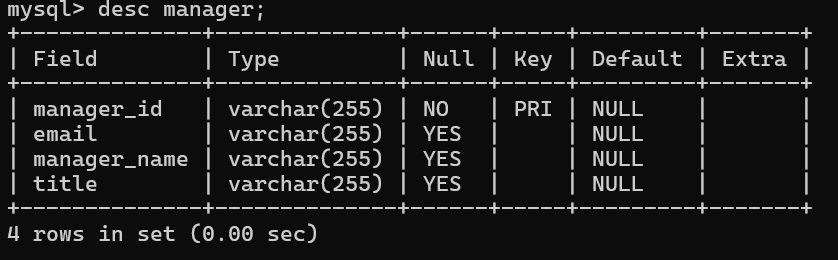 mysql> desc manager;
+--------------+--------------+------+-----+---------+-------+
| Field        | Type         | Null | Key | Default | Extra |
+--------------+--------------+------+-----+---------+-------+
| manager_id   | varchar(255) | NO   | PRI | NULL    |       |
| email        | varchar(255) | YES  |     | NULL    |       |
| manager_name | varchar(255) | YES  |     | NULL    |       |
| title        | varchar(255) | YES  |     | NULL    |       |
+--------------+--------------+------+-----+---------+-------+
4 rows in set (0.00 sec)